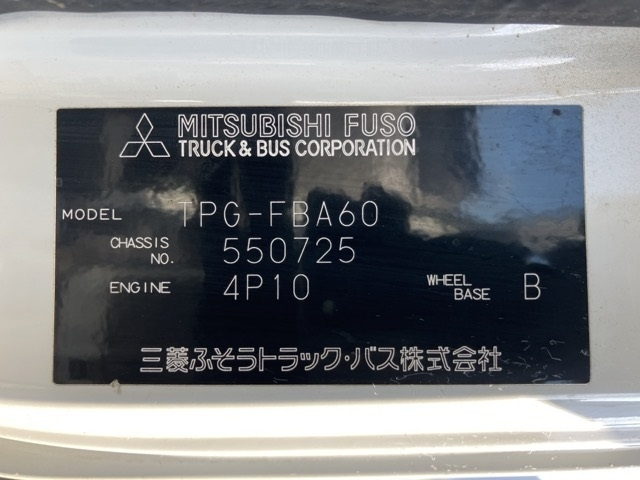 MITSUBISHI FUSO
TRUCK & BUS CORPORATION
MODEL TPG-FBA60
CHASSIS NO. 550725
ENGINE 4P10 WHEEL BASE B
三菱ふそうトラック・バス株式会社